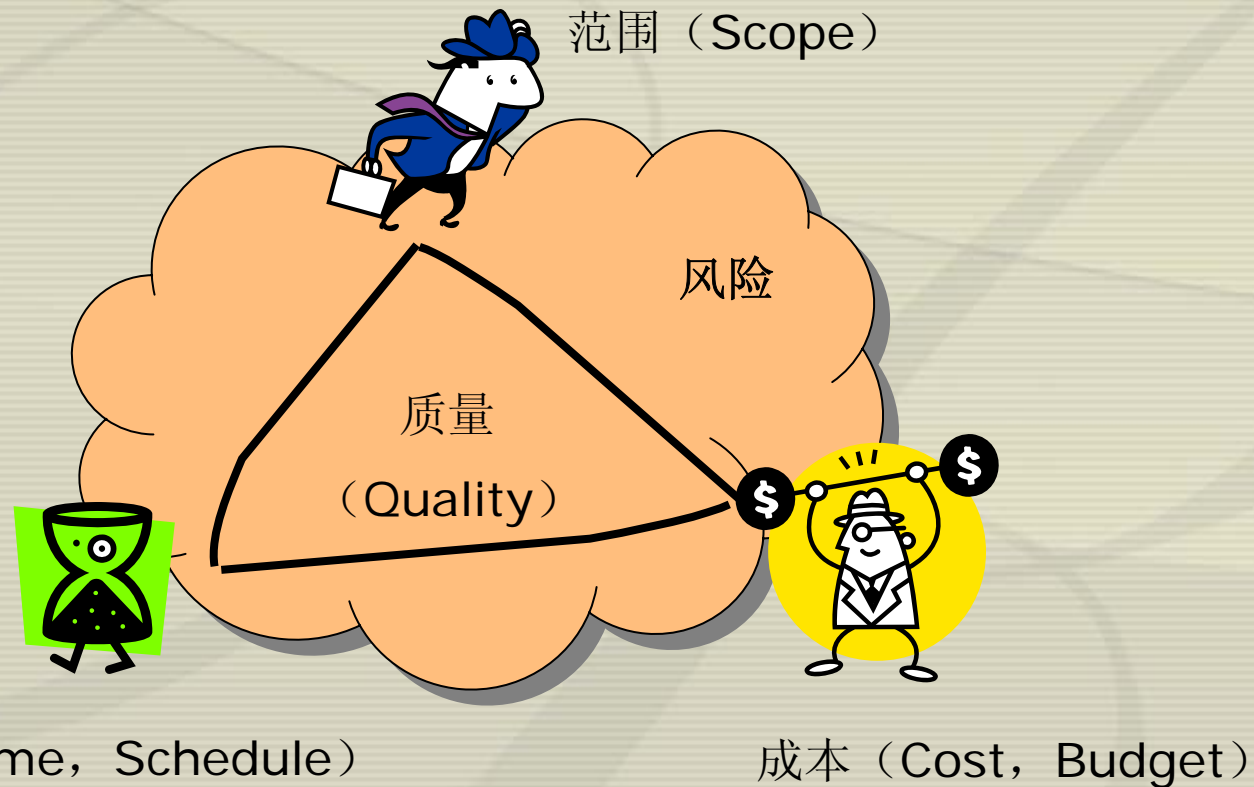 范围（Scope）
风险
质量
（Quality）
$ $
me，Schedule）
成本（Cost，Budget）